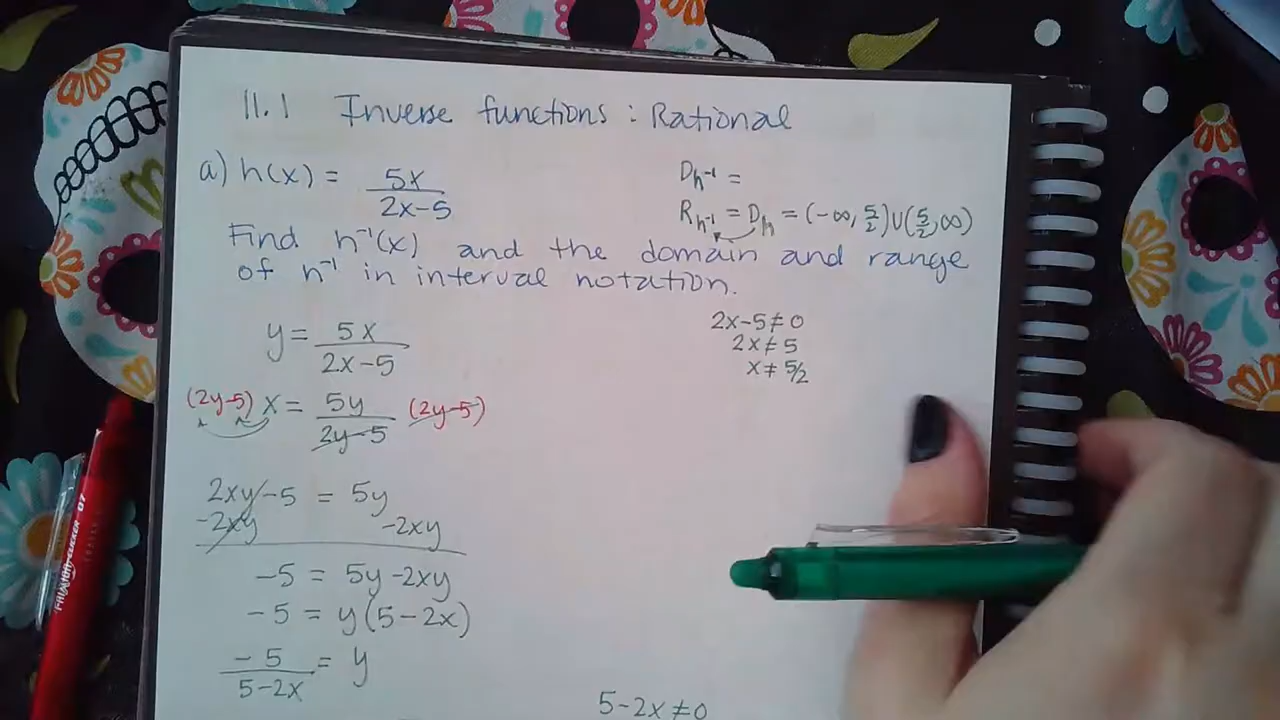 11.1 Inverse functions: Rational
a) h(x) = 5x / 2x-5
D h⁻¹ =
R h⁻¹ = D h = (-∞, 5/2) ∪ (5/2, ∞)
Find h⁻¹(x) and the domain and range
of h⁻¹ in interval notation.
2x-5≠0
2x≠5
x≠5/2
y = 5x / 2x-5
(2y-5) x = 5y / 2y-5 (2y-5)
2xy-5 = 5y
-2xy -2xy
-5 = 5y-2xy
-5 = y(5-2x)
-5 / 5-2x = y
5-2x≠0